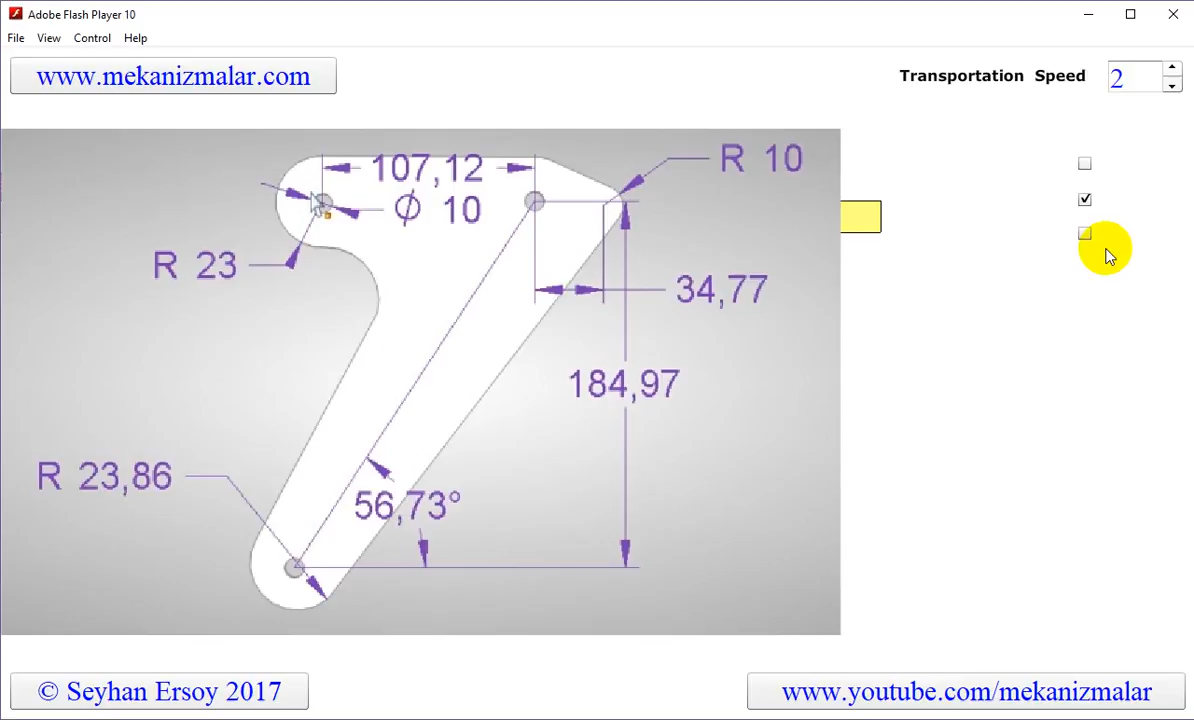 Adobe Flash Player 10
File View Control Help
www.mekanizmalar.com
Transportation Speed 2
107,12
R 10
Ø 10
R 23
34,77
184,97
R 23,86
56,73°
© Seyhan Ersoy 2017
www.youtube.com/mekanizmalar